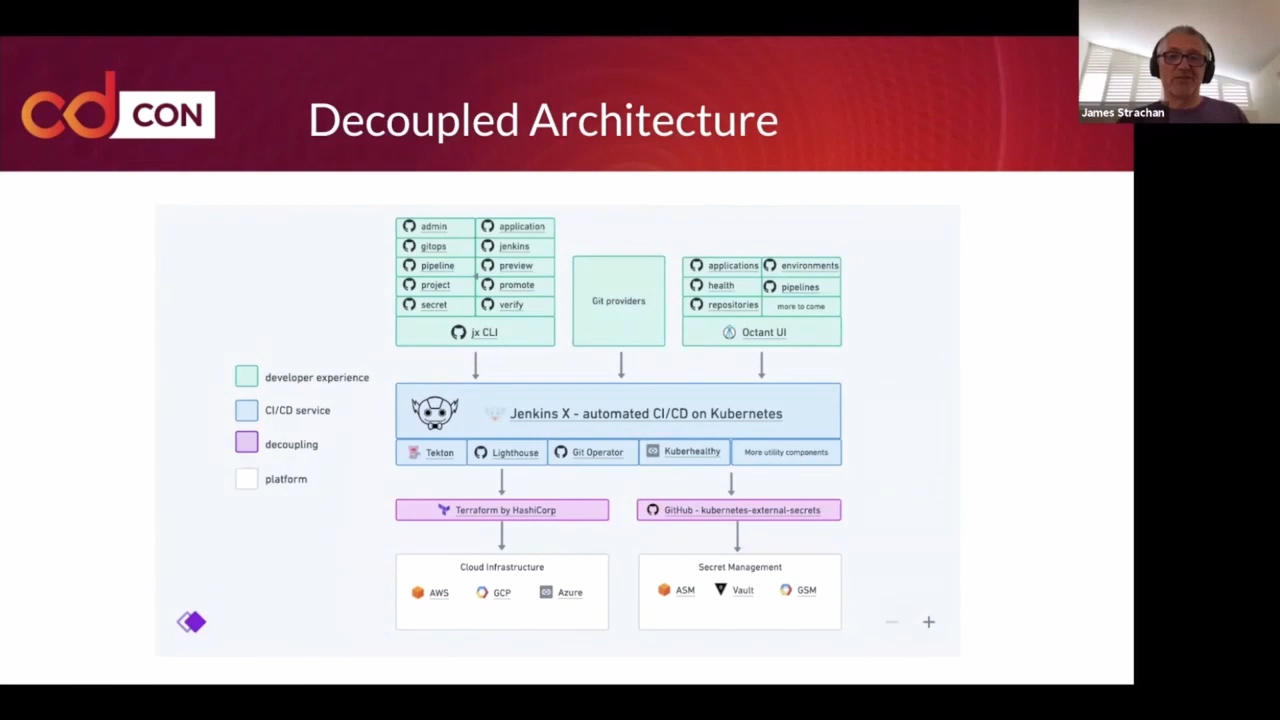 cd CON
Decoupled Architecture
James Strachan
admin
application
gitops
jenkins
pipeline
preview
project
promote
secret
verify
jx CLI
Git providers
applications
environments
health
pipelines
repositories
more to come
Octant UI
developer experience
CI/CD service
decoupling
platform
Jenkins X - automated CI/CD on Kubernetes
Tekton
Lighthouse
Git Operator
Kuberhealthy
More utility components
Terraform by HashiCorp
GitHub - kubernetes-external-secrets
Cloud Infrastructure
AWS
GCP
Azure
Secret Management
ASM
Vault
GSM